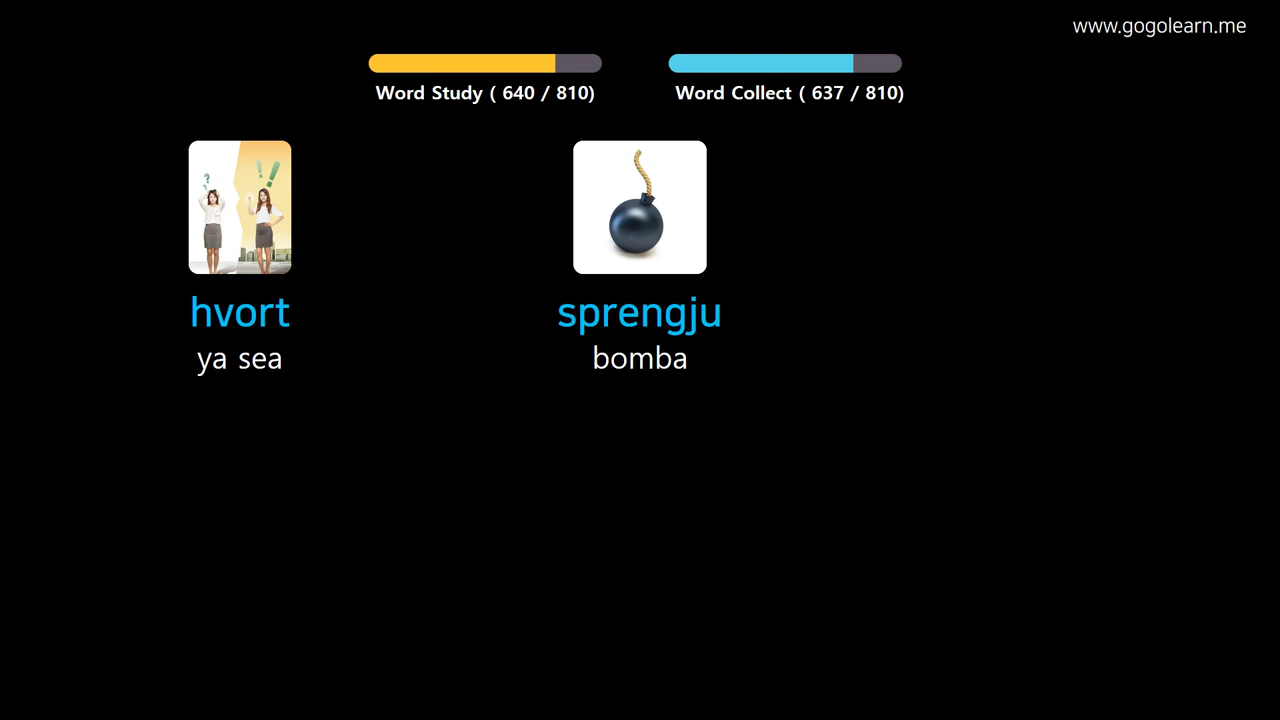 www.gogolearn.me
Word Study ( 640 / 810)
Word Collect ( 637 / 810)
hvort
ya sea
sprengju
bomba